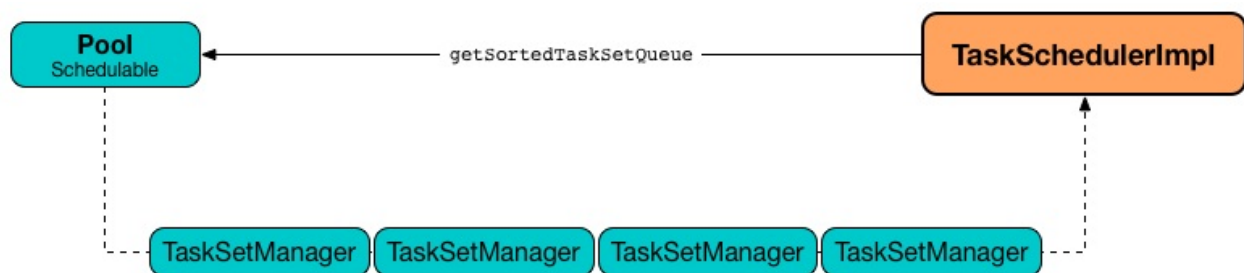 Pool
Schedulable
getSortedTaskSetQueue
TaskSchedulerImpl
TaskSetManager TaskSetManager TaskSetManager TaskSetManager